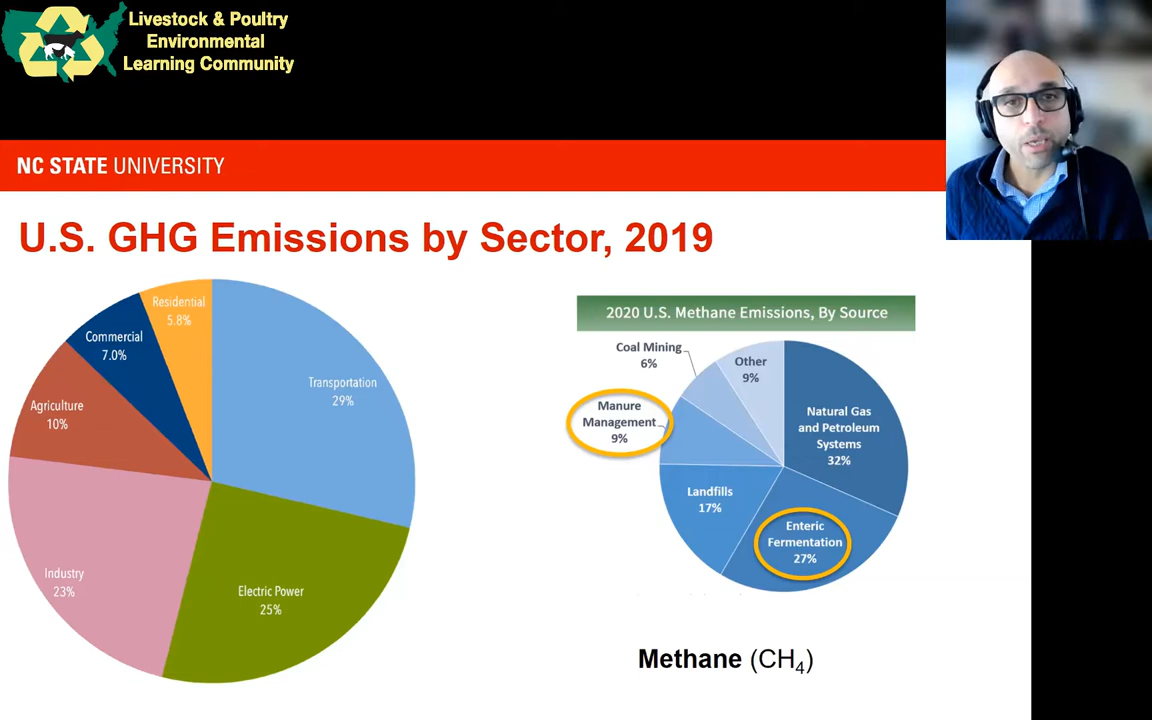 Livestock & Poultry
Environmental
Learning Community
NC STATE UNIVERSITY
U.S. GHG Emissions by Sector, 2019
Residential
5.8%
Commercial
7.0%
Transportation
29%
Agriculture
10%
Industry
23%
Electric Power
25%
2020 U.S. Methane Emissions, By Source
Coal Mining
6%
Other
9%
Manure
Management
9%
Natural Gas
and Petroleum
Systems
32%
Landfills
17%
Enteric
Fermentation
27%
Methane (CH₄)